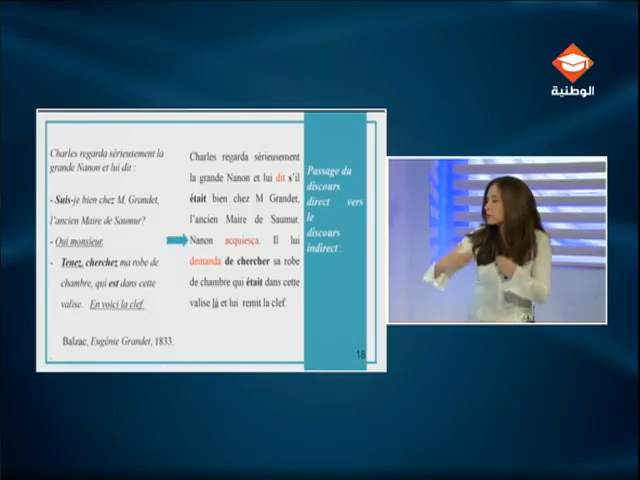 الوطنية
Charles regarda sérieusement la
grande Nanon et lui dit :
- Suis-je bien chez M. Grandet,
l'ancien Maire de Saumur?
- Oui monsieur.
- Tenez, cherchez ma robe de
chambre, qui est dans cette
valise. En voici la clef.
Balzac, Eugénie Grandet, 1833.
Charles regarda sérieusement
la grande Nanon et lui dit s'il
était bien chez M Grandet,
l'ancien Maire de Saumur.
Nanon acquiesça. Il lui
demanda de chercher sa robe
de chambre qui était dans cette
valise là et lui remit la clef.
Passage du
discours
direct vers
le
discours
indirect :
18